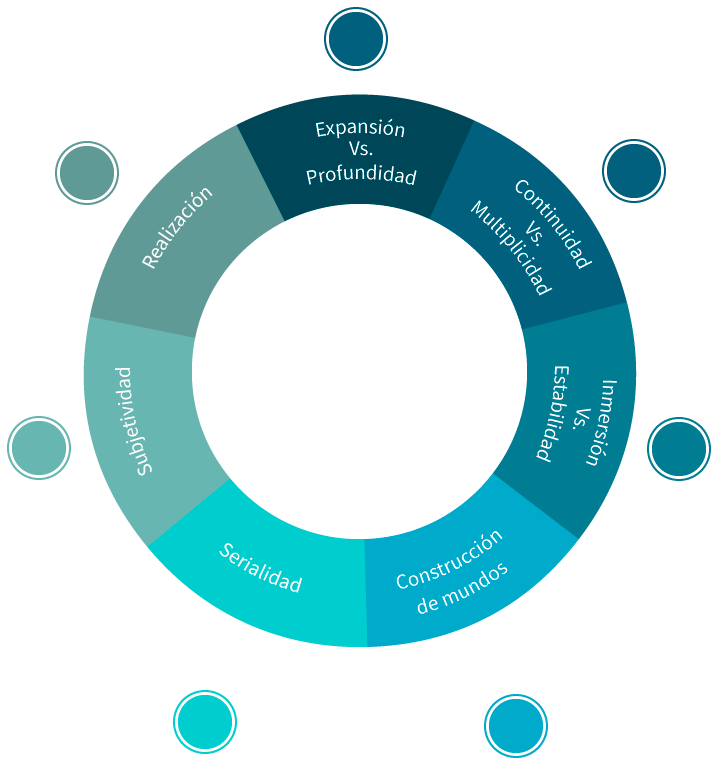 Expansión
Vs.
Profundidad
Continuidad
Vs.
Multiplicidad
Inmersión
Vs.
Estabilidad
Construcción
de mundos
Serialidad
Subjetividad
Realización